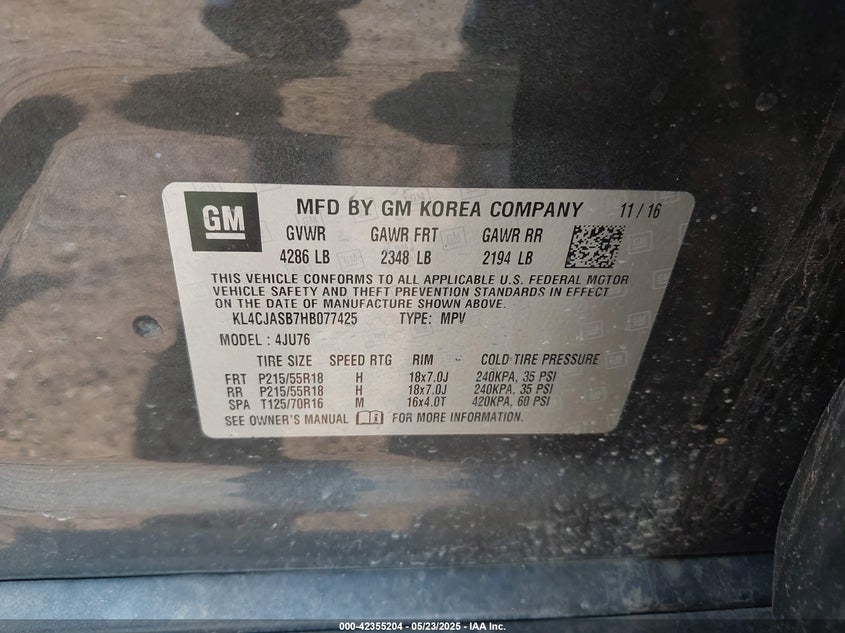 GM
MFD BY GM KOREA COMPANY 11 / 16
GVWR GAWR FRT GAWR RR
4286 LB 2348 LB 2194 LB
THIS VEHICLE CONFORMS TO ALL APPLICABLE U.S. FEDERAL MOTOR
VEHICLE SAFETY AND THEFT PREVENTION STANDARDS IN EFFECT
ON THE DATE OF MANUFACTURE SHOWN ABOVE.
KL4CJASB7HB077425 TYPE: MPV
MODEL : 4JU76
TIRE SIZE SPEED RTG RIM COLD TIRE PRESSURE
FRT P215/55R18 H 18x7.0J 240KPA, 35 PSI
RR P215/55R18 H 18x7.0J 240KPA, 35 PSI
SPA T125/70R16 M 16x4.0T 420KPA, 60 PSI
SEE OWNER'S MANUAL FOR MORE INFORMATION.
000-42355204 - 05/23/2025 - IAA Inc.